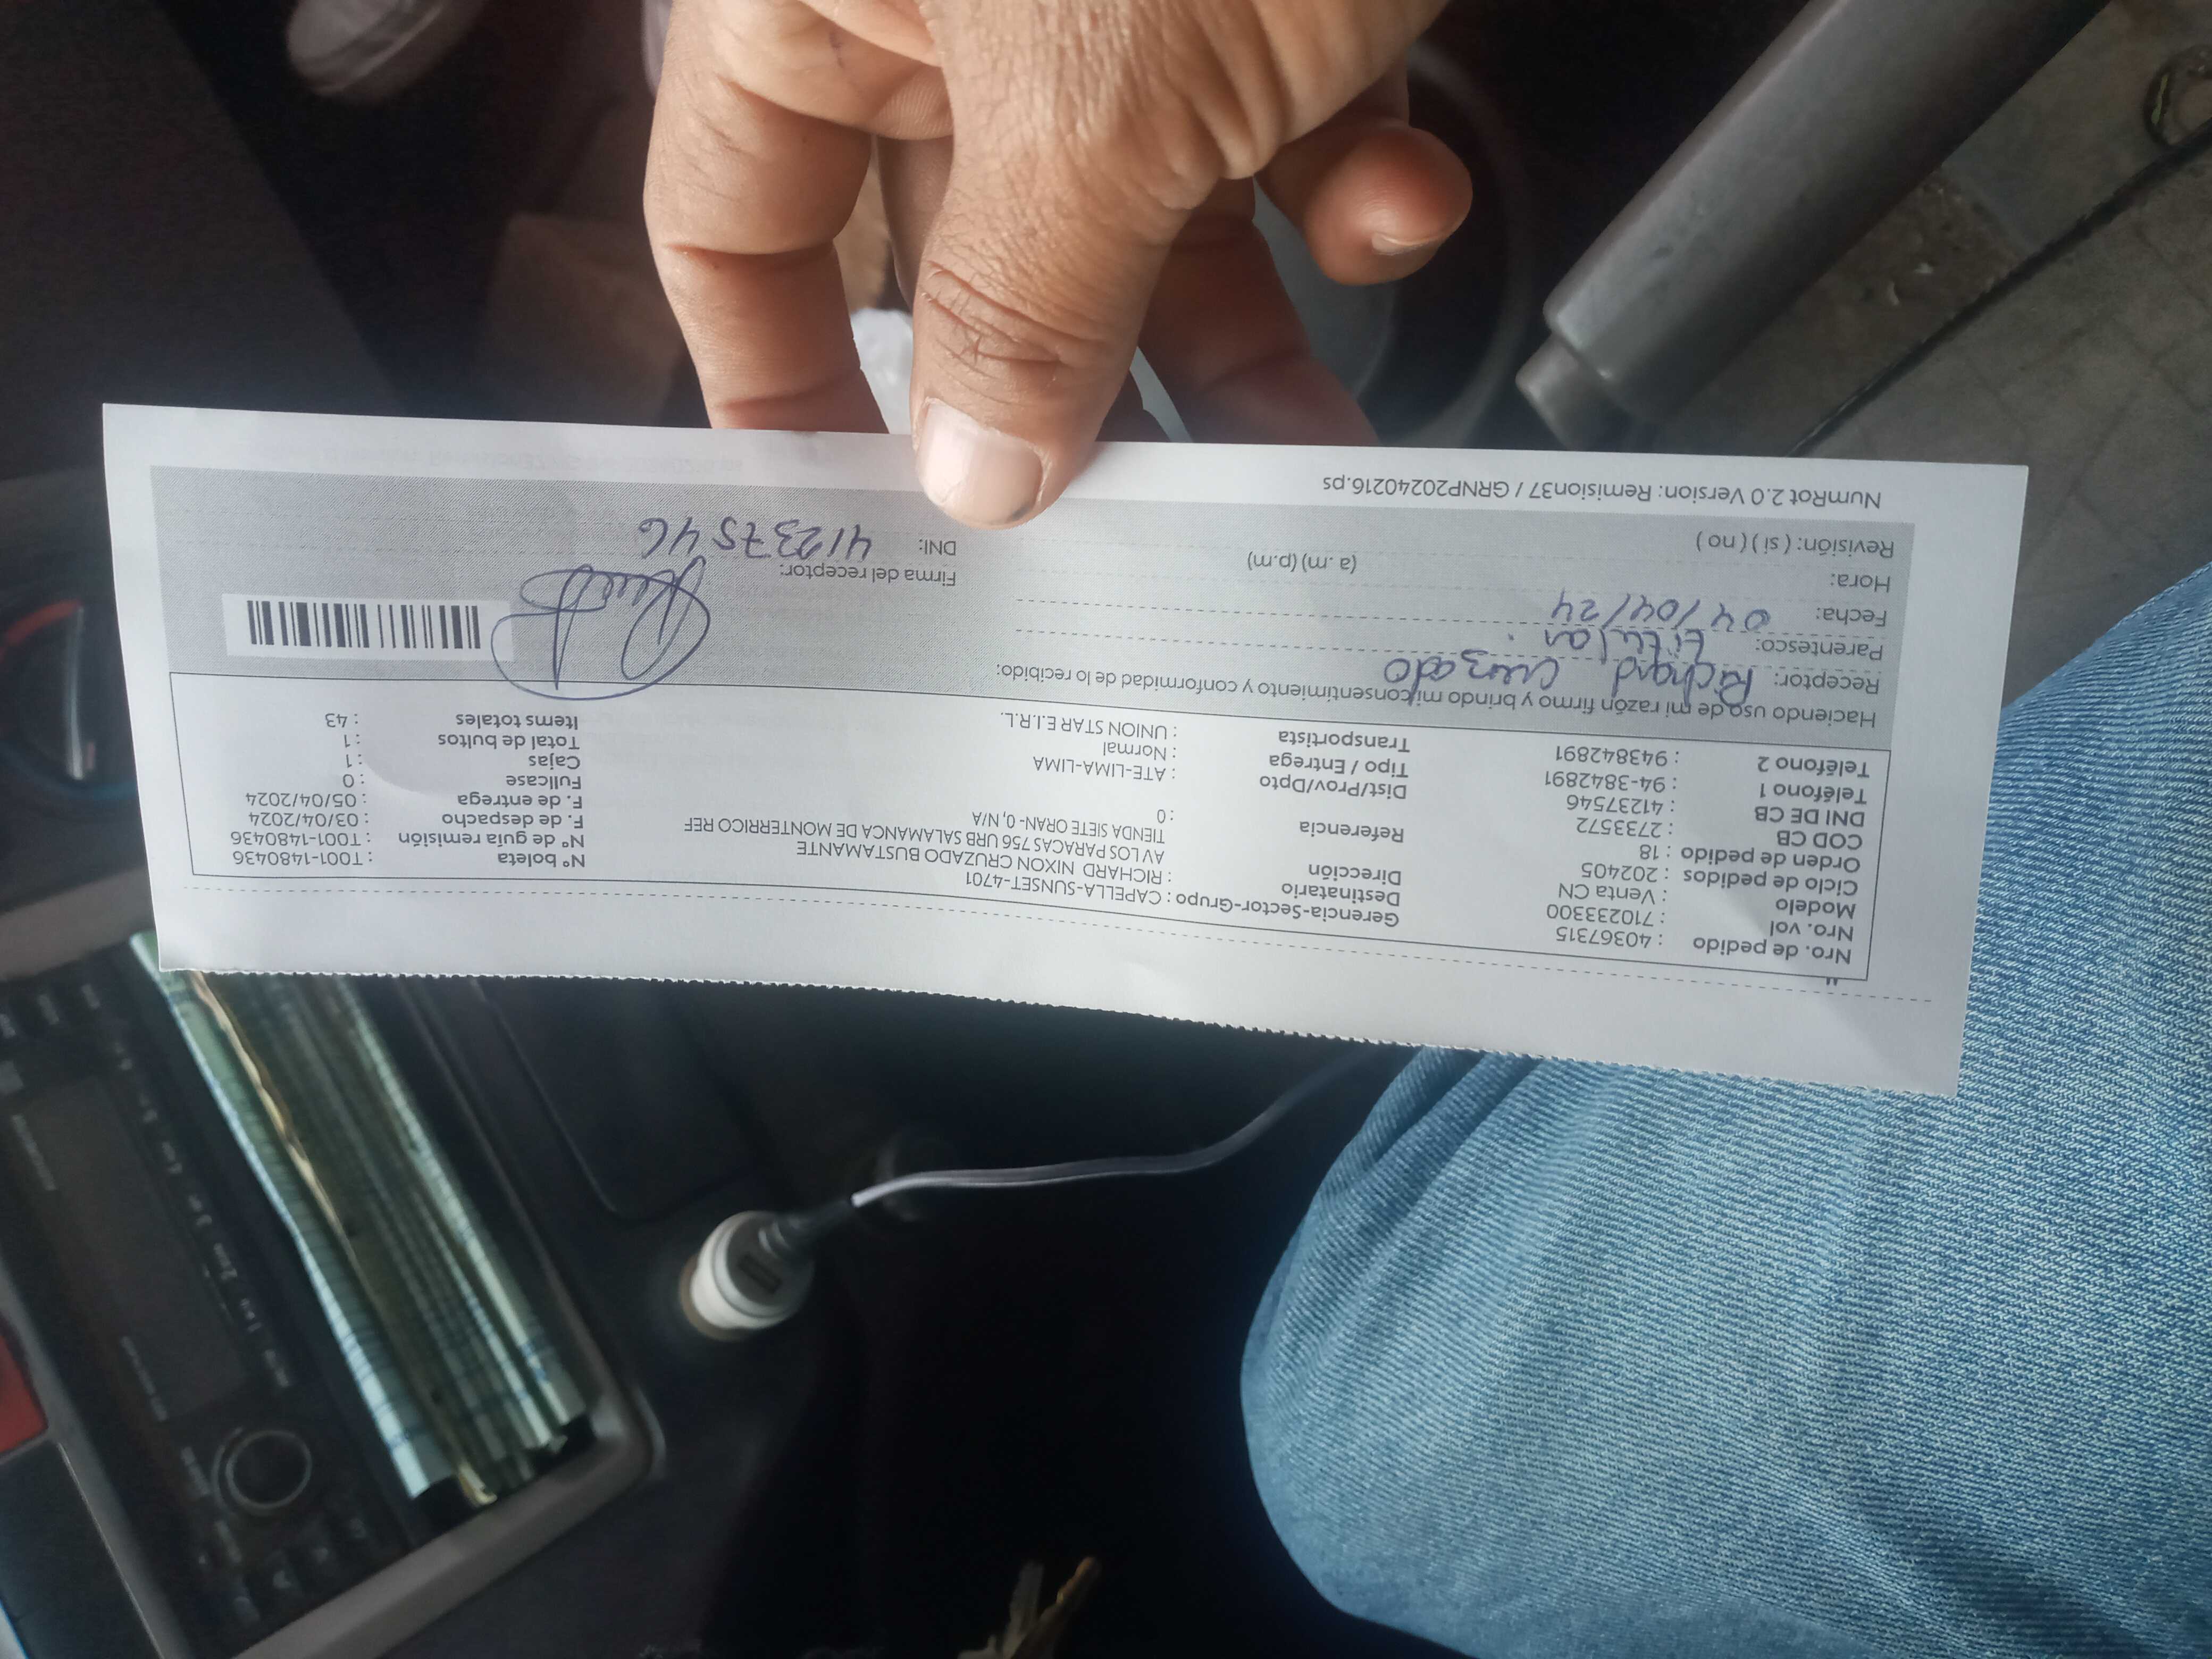 Nro. de pedido : 40367315
Nro. vol : 710233300
Modelo : Venta CN
Ciclo de pedidos : 202405
Orden de pedido : 18
COD CB : 2733572
DNI DE CB : 41237546
Teléfono 1 : 94-3842891
Teléfono 2 : 943842891
Gerencia-Sector-Grupo : CAPELLA-SUNSET-4701
Destinatario : RICHARD NIXON CRUZADO BUSTAMANTE
Dirección AV LOS PARACAS 756 URB SALAMANCA DE MONTERRICO REF
TIENDA SIETE ORAN- 0, N/A
Referencia : 0
Dist/Prov/Dpto : ATE-LIMA-LIMA
Tipo / Entrega : Normal
Transportista : UNION STAR E.I.R.L.
Nº boleta : T001-1480436
Nº de guía remisión : T001-1480436
F. de despacho : 03/04/2024
F. de entrega : 05/04/2024
Fullcase : 0
Cajas : 1
Total de bultos : 1
Items totales : 43
Haciendo uso de mi razón firmo y brindo mi consentimiento y conformidad de lo recibido:
Receptor: Richard Cruzado
Parentesco: Titular.
Fecha: 04/04/24
Hora: (a .m) (p.m)
Revisión: ( si ) ( no )
Firma del receptor:
DNI: 41237546
NumRot 2.0 Version: Remision37 / GRNP20240216.ps